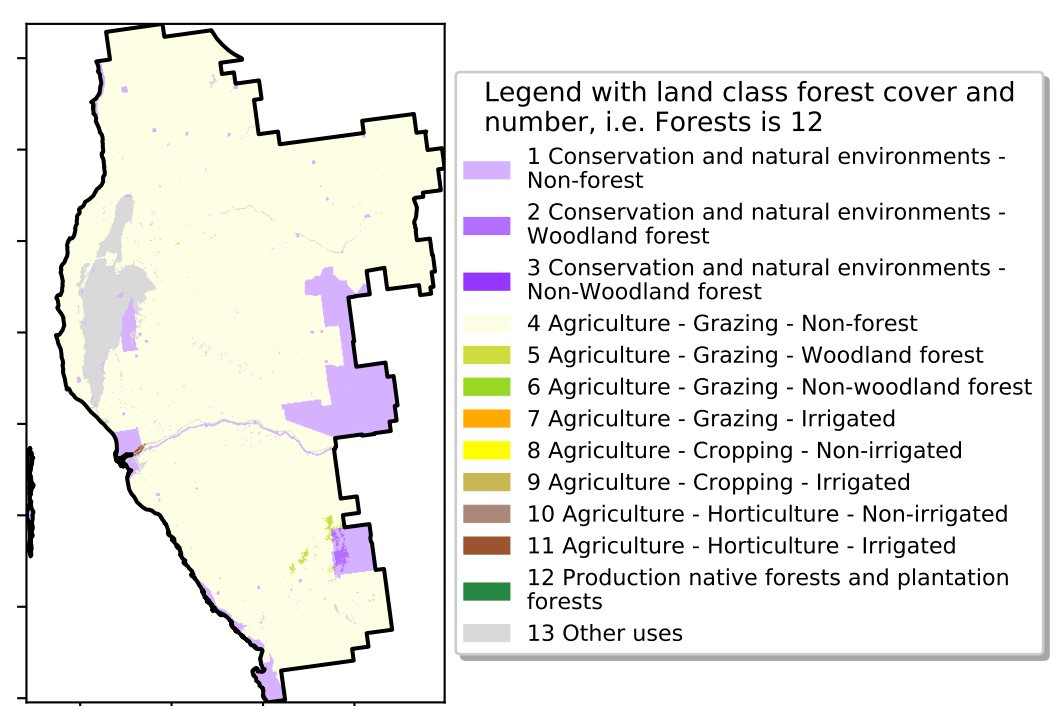 Legend with land class forest cover and
number, i.e. Forests is 12
1 Conservation and natural environments -
Non-forest
2 Conservation and natural environments -
Woodland forest
3 Conservation and natural environments -
Non-Woodland forest
4 Agriculture - Grazing - Non-forest
5 Agriculture - Grazing - Woodland forest
6 Agriculture - Grazing - Non-woodland forest
7 Agriculture - Grazing - Irrigated
8 Agriculture - Cropping - Non-irrigated
9 Agriculture - Cropping - Irrigated
10 Agriculture - Horticulture - Non-irrigated
11 Agriculture - Horticulture - Irrigated
12 Production native forests and plantation
forests
13 Other uses